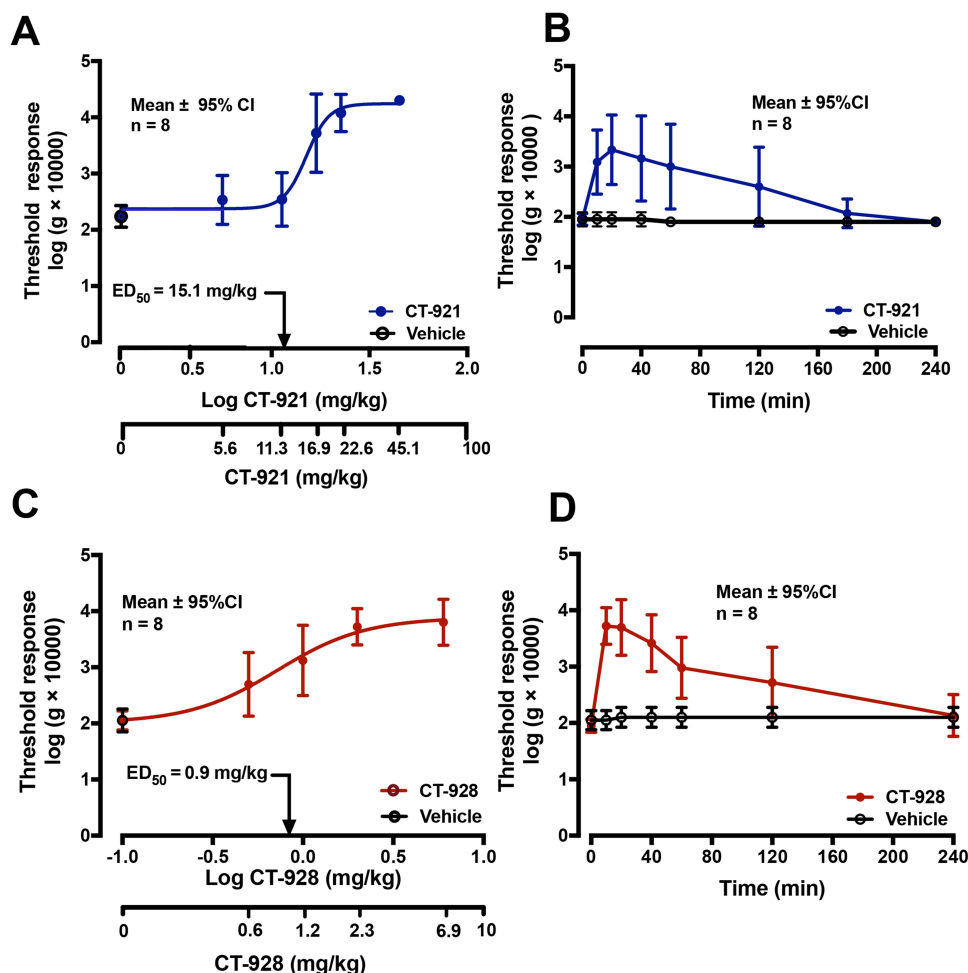 A
Threshold response
log (g × 10000)
5
4
3
2
1
0
Mean ± 95% CI
n = 8
ED50 = 15.1 mg/kg
CT-921
Vehicle
0 0.5 1.0 1.5 2.0
Log CT-921 (mg/kg)
0 5.6 11.3 16.9 22.6 45.1 100
CT-921 (mg/kg)
B
Threshold response
log (g × 10000 )
5
4
3
2
1
0
Mean ± 95%CI
n = 8
CT-921
Vehicle
0 40 80 120 160 200 240
Time (min)
C
Threshold response
log (g × 10000)
5
4
3
2
1
0
Mean ± 95%CI
n = 8
ED50 = 0.9 mg/kg
CT-928
Vehicle
-1.0 -0.5 0.0 0.5 1.0
Log CT-928 (mg/kg)
0 0.6 1.2 2.3 6.9 10
CT-928 (mg/kg)
D
Threshold response
log (g × 10000)
5
4
3
2
1
0
Mean ± 95%CI
n = 8
CT-928
Vehicle
0 40 80 120 160 200 240
Time (min)